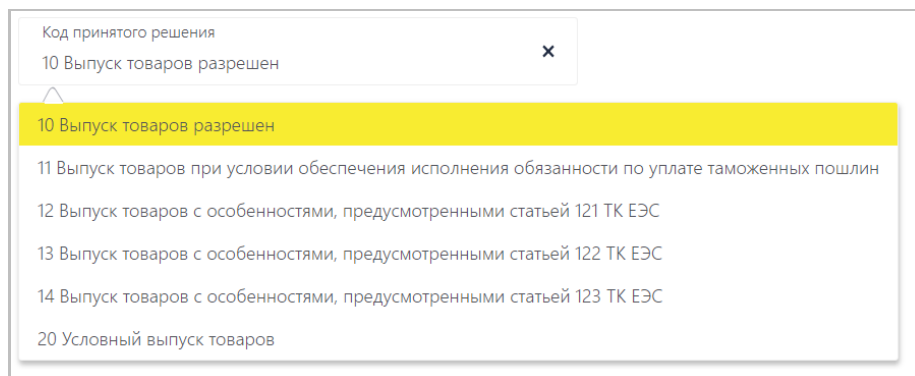 Код принятого решения
10 Выпуск товаров разрешен
10 Выпуск товаров разрешен
11 Выпуск товаров при условии обеспечения исполнения обязанности по уплате таможенных пошлин
12 Выпуск товаров с особенностями, предусмотренными статьей 121 ТК ЕЭС
13 Выпуск товаров с особенностями, предусмотренными статьей 122 ТК ЕЭС
14 Выпуск товаров с особенностями, предусмотренными статьей 123 ТК ЕЭС
20 Условный выпуск товаров